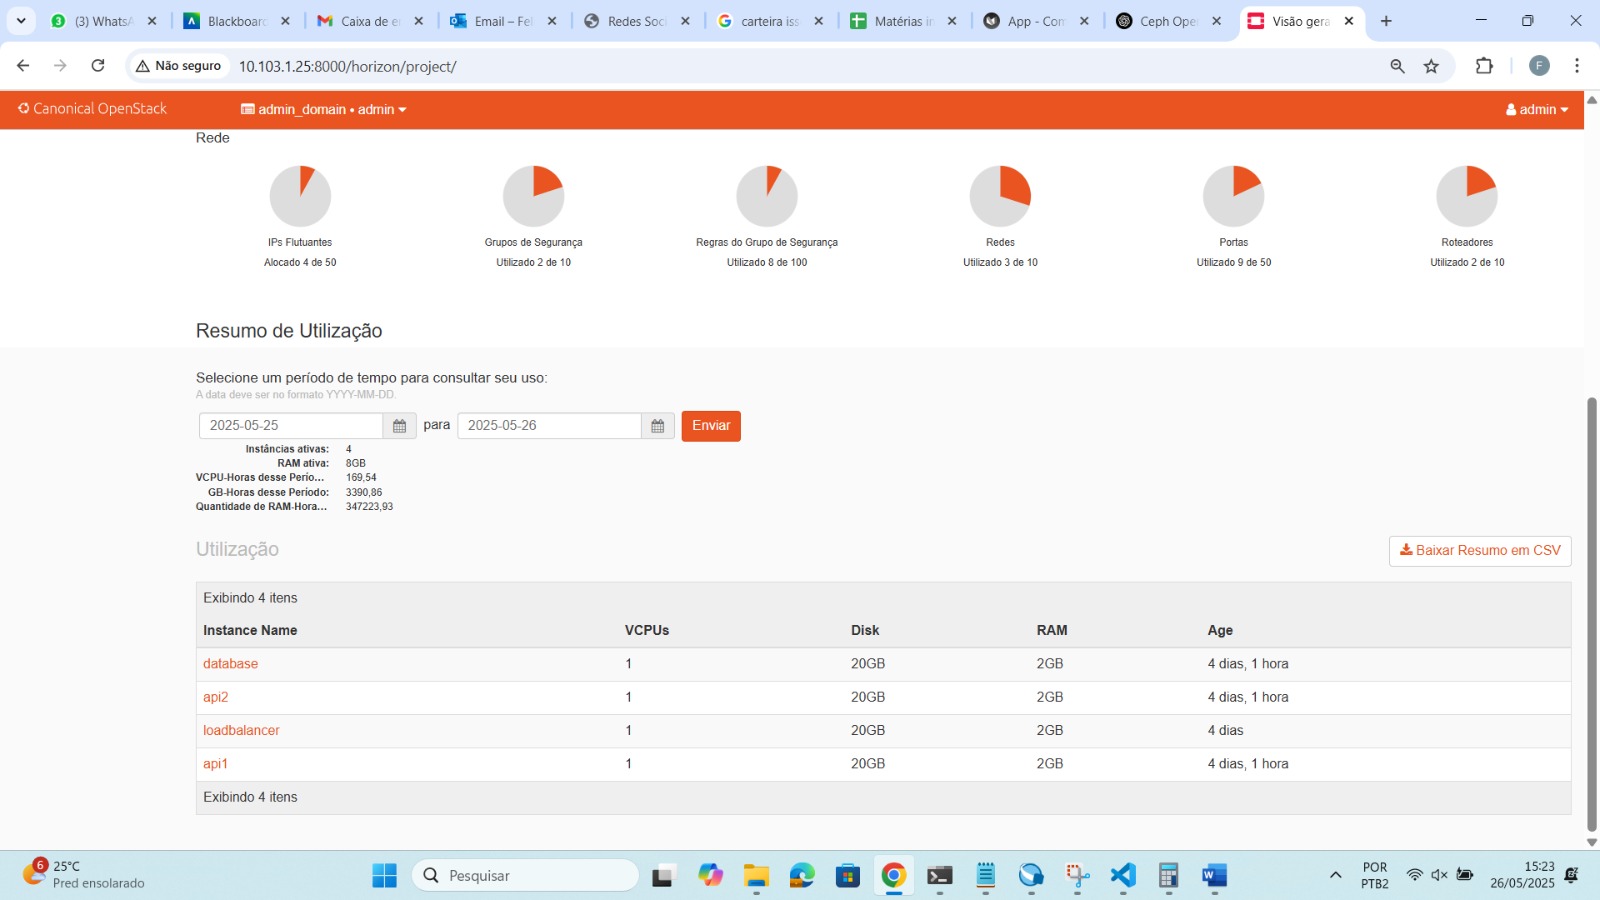 (3) WhatsA
Blackboard
Caixa de e
Email – Fel
Redes Soci
carteira iss
Matérias in
App - Com
Ceph Oper
Visão gera
Não seguro
10.103.1.25:8000/horizon/project/
F
Canonical OpenStack
admin_domain • admin
admin
Rede
IPs Flutuantes
Grupos de Segurança
Regras do Grupo de Segurança
Redes
Portas
Roteadores
Alocado 4 de 50
Utilizado 2 de 10
Utilizado 8 de 100
Utilizado 3 de 10
Utilizado 9 de 50
Utilizado 2 de 10
Resumo de Utilização
Selecione um período de tempo para consultar seu uso:
A data deve ser no formato YYYY-MM-DD.
2025-05-25 para 2025-05-26 Enviar
Instâncias ativas: 4
RAM ativa: 8GB
VCPU-Horas desse Perío... 169,54
GB-Horas desse Período: 3390,86
Quantidade de RAM-Hora... 347223,93
Utilização
Baixar Resumo em CSV
Exibindo 4 itens
Instance Name VCPUs Disk RAM Age
database 1 20GB 2GB 4 dias, 1 hora
api2 1 20GB 2GB 4 dias, 1 hora
loadbalancer 1 20GB 2GB 4 dias
api1 1 20GB 2GB 4 dias, 1 hora
Exibindo 4 itens
6
25°C
Pred ensolarado
Pesquisar
POR
PTB2
15:23
26/05/2025